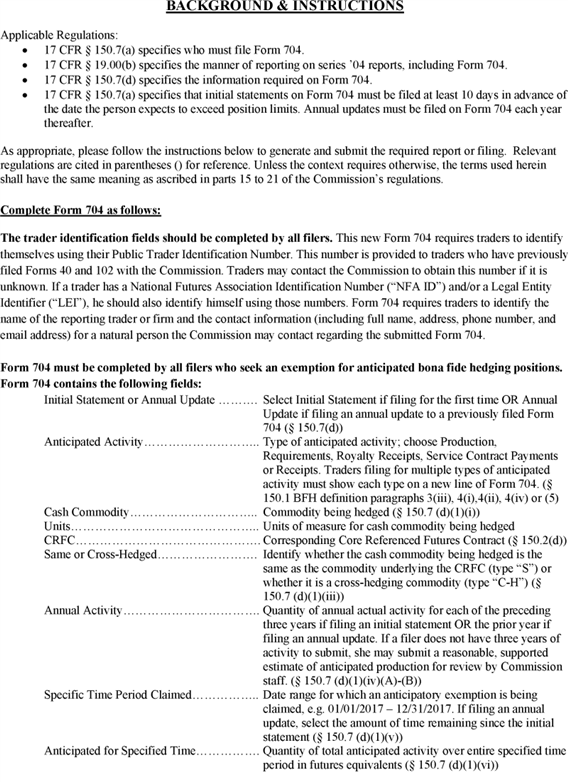 BACKGROUND & INSTRUCTIONS
Applicable Regulations:
• 17 CFR § 150.7(a) specifies who must file Form 704.
• 17 CFR § 19.00(b) specifies the manner of reporting on series ’04 reports, including Form 704.
• 17 CFR § 150.7(d) specifies the information required on Form 704.
• 17 CFR § 150.7(a) specifies that initial statements on Form 704 must be filed at least 10 days in advance of
the date the person expects to exceed position limits. Annual updates must be filed on Form 704 each year
thereafter.
As appropriate, please follow the instructions below to generate and submit the required report or filing. Relevant
regulations are cited in parentheses () for reference. Unless the context requires otherwise, the terms used herein
shall have the same meaning as ascribed in parts 15 to 21 of the Commission’s regulations.
Complete Form 704 as follows:
The trader identification fields should be completed by all filers. This new Form 704 requires traders to identify
themselves using their Public Trader Identification Number. This number is provided to traders who have previously
filed Forms 40 and 102 with the Commission. Traders may contact the Commission to obtain this number if it is
unknown. If a trader has a National Futures Association Identification Number (“NFA ID”) and/or a Legal Entity
Identifier (“LEI”), he should also identify himself using those numbers. Form 704 requires traders to identify the
name of the reporting trader or firm and the contact information (including full name, address, phone number, and
email address) for a natural person the Commission may contact regarding the submitted Form 704.
Form 704 must be completed by all filers who seek an exemption for anticipated bona fide hedging positions.
Form 704 contains the following fields:
Initial Statement or Annual Update ………. Select Initial Statement if filing for the first time OR Annual
Update if filing an annual update to a previously filed Form
704 (§ 150.7(d))
Anticipated Activity……………………….. Type of anticipated activity; choose Production,
Requirements, Royalty Receipts, Service Contract Payments
or Receipts. Traders filing for multiple types of anticipated
activity must show each type on a new line of Form 704. (§
150.1 BFH definition paragraphs 3(iii), 4(i),4(ii), 4(iv) or (5)
Cash Commodity………………………….. Commodity being hedged (§ 150.7 (d)(1)(i))
Units……………………………………….. Units of measure for cash commodity being hedged
CRFC………………………………………. Corresponding Core Referenced Futures Contract (§ 150.2(d))
Same or Cross-Hedged……………………. Identify whether the cash commodity being hedged is the
same as the commodity underlying the CRFC (type “S”) or
whether it is a cross-hedging commodity (type “C-H”) (§
150.7 (d)(1)(iii))
Annual Activity……………………………. Quantity of annual actual activity for each of the preceding
three years if filing an initial statement OR the prior year if
filing an annual update. If a filer does not have three years of
activity to submit, she may submit a reasonable, supported
estimate of anticipated production for review by Commission
staff. (§ 150.7 (d)(1)(iv)(A)-(B))
Specific Time Period Claimed…………….. Date range for which an anticipatory exemption is being
claimed, e.g. 01/01/2017 – 12/31/2017. If filing an annual
update, select the amount of time remaining since the initial
statement (§ 150.7 (d)(1)(v))
Anticipated for Specified Time……………. Quantity of total anticipated activity over entire specified time
period in futures equivalents (§ 150.7 (d)(1)(vi))